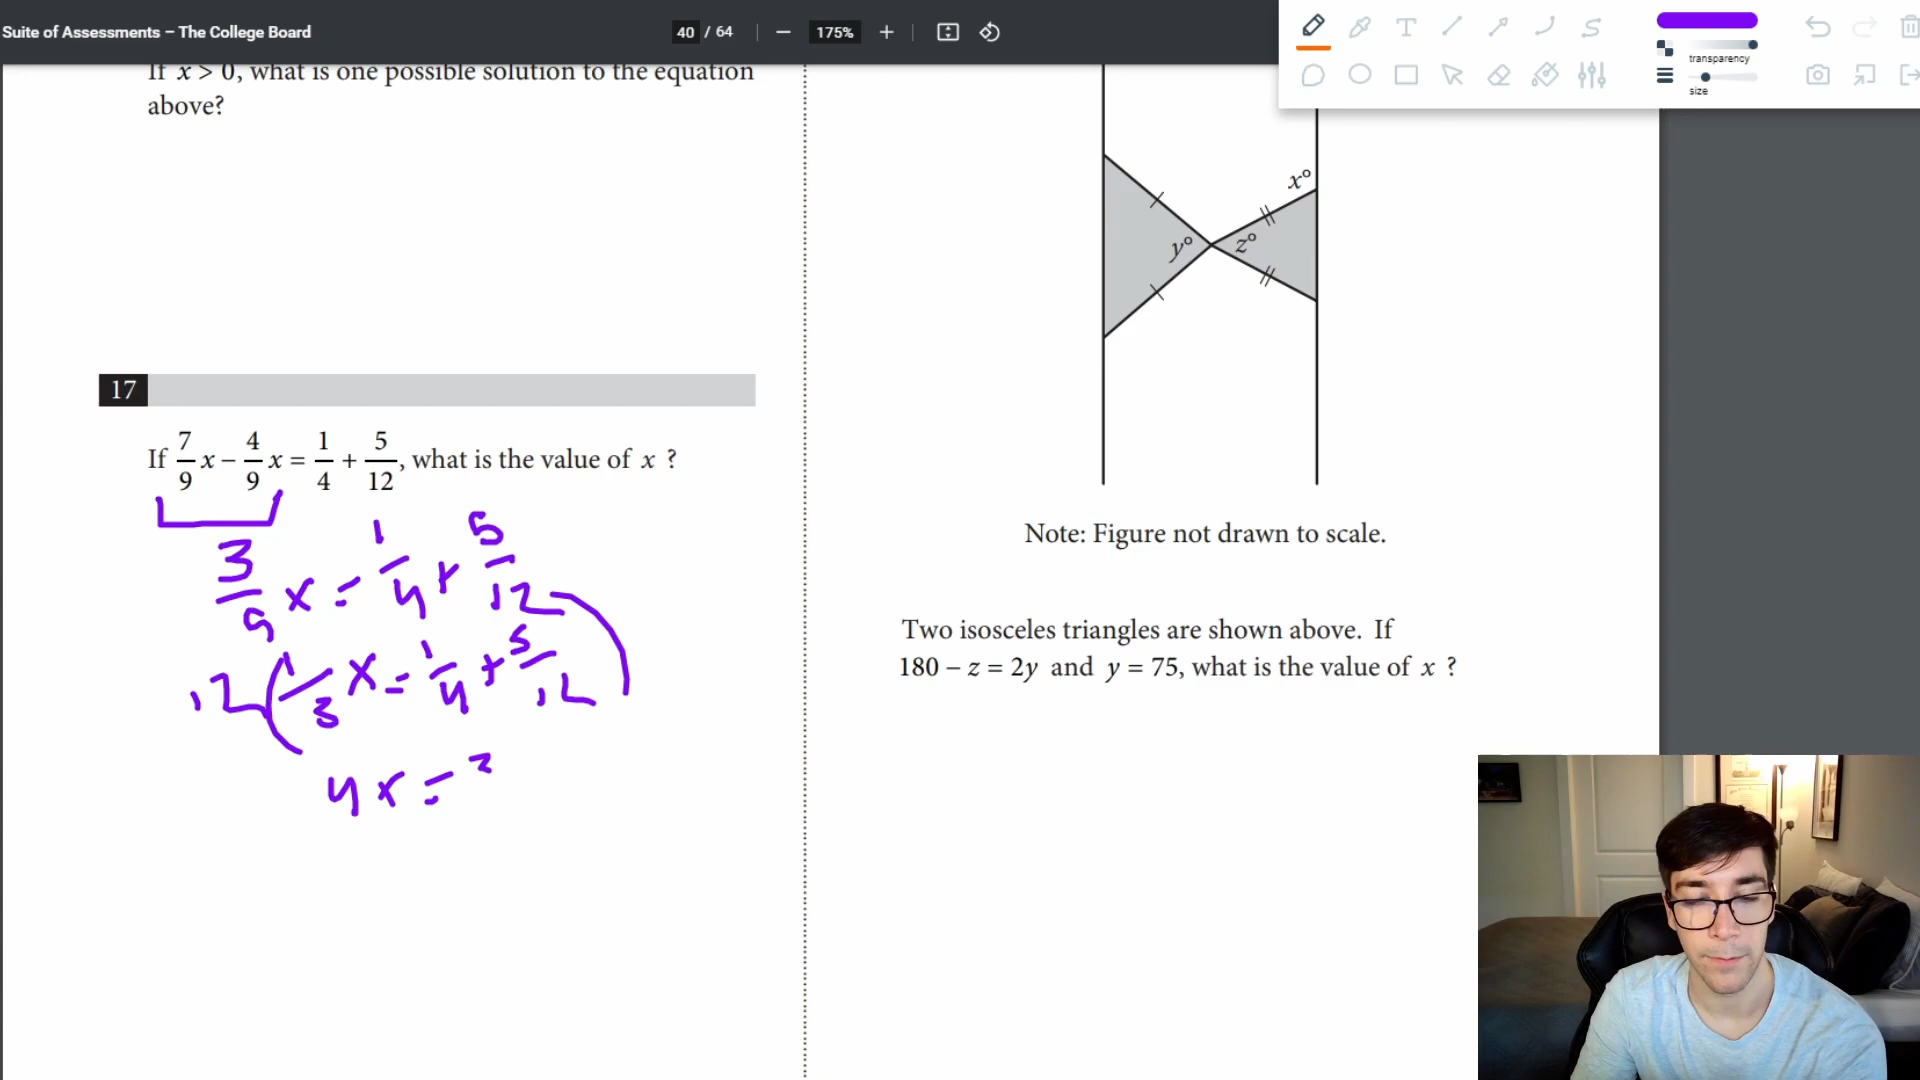 Suite of Assessments – The College Board
40 / 64
175%
transparency
size
If x > 0, what is one possible solution to the equation
above?
17
If 7/9 x − 4/9 x = 1/4 + 5/12, what is the value of x ?
3/9 x = 1/4 + 5/12
12 ( 1/3 x = 1/4 + 5/12 )
4x = 3
x°
y°
z°
Note: Figure not drawn to scale.
Two isosceles triangles are shown above. If
180 − z = 2y and y = 75, what is the value of x ?